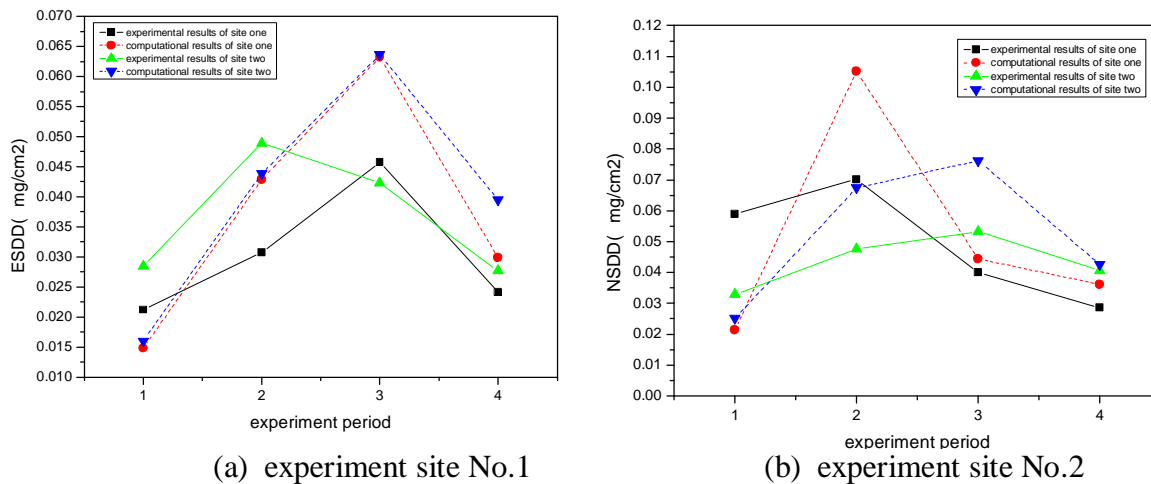 experimental results of site one
computational results of site one
experimental results of site two
computational results of site two
ESDD( mg/cm2)
0.070
0.065
0.060
0.055
0.050
0.045
0.040
0.035
0.030
0.025
0.020
0.015
0.010
1 2 3 4
experiment period
(a) experiment site No.1
experimental results of site one
computational results of site one
experimental results of site two
computational results of site two
NSDD( mg/cm2)
0.12
0.11
0.10
0.09
0.08
0.07
0.06
0.05
0.04
0.03
0.02
0.01
0.00
1 2 3 4
experiment period
(b) experiment site No.2